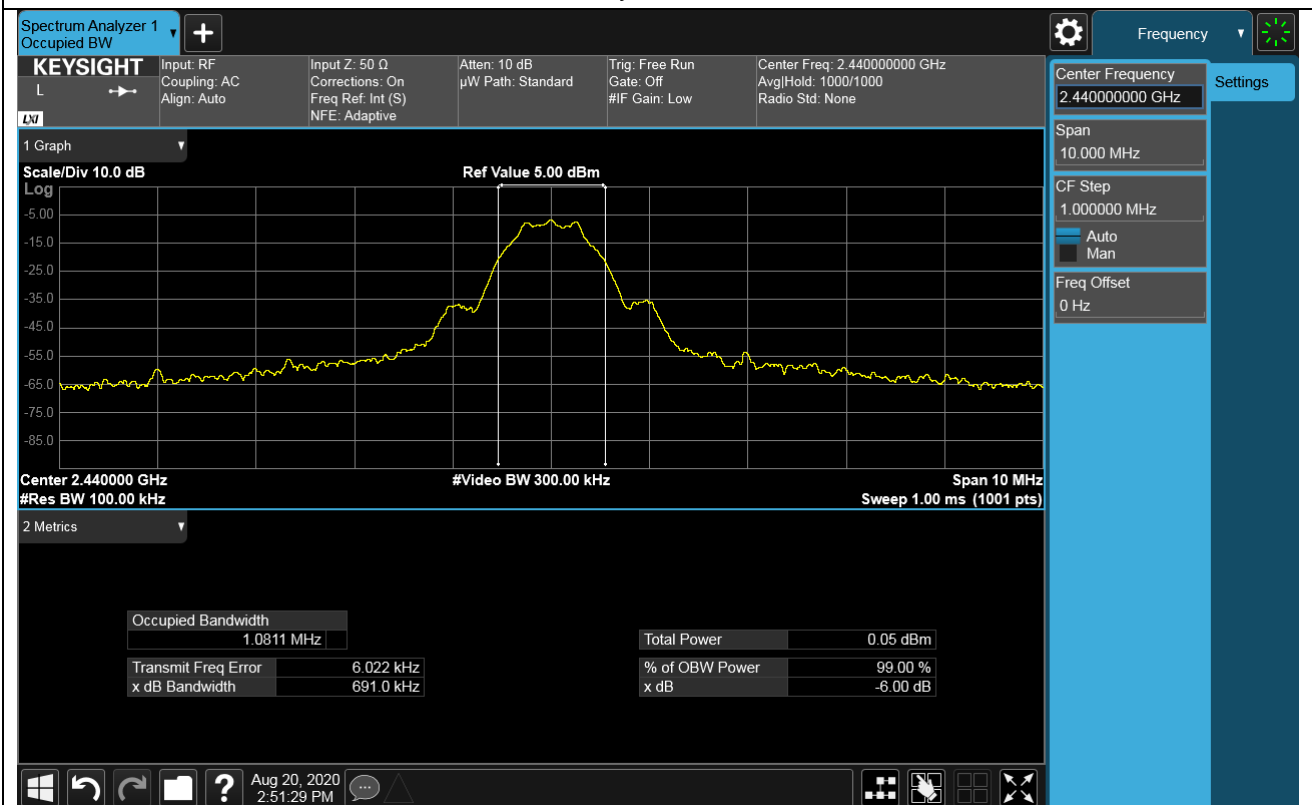 Spectrum Analyzer 1
Occupied BW
Frequency
KEYSIGHT
L
LXI
Input: RF
Coupling: AC
Align: Auto
Input Z: 50 Ω
Corrections: On
Freq Ref: Int (S)
NFE: Adaptive
Atten: 10 dB
µW Path: Standard
Trig: Free Run
Gate: Off
#IF Gain: Low
Center Freq: 2.440000000 GHz
Avg|Hold: 1000/1000
Radio Std: None
Center Frequency
2.440000000 GHz
Settings
Span
10.000 MHz
CF Step
1.000000 MHz
Auto
Man
Freq Offset
0 Hz
1 Graph
Scale/Div 10.0 dB
Ref Value 5.00 dBm
Log
-5.00
-15.0
-25.0
-35.0
-45.0
-55.0
-65.0
-75.0
-85.0
Center 2.440000 GHz
#Video BW 300.00 kHz
Span 10 MHz
#Res BW 100.00 kHz
Sweep 1.00 ms (1001 pts)
2 Metrics
Occupied Bandwidth
1.0811 MHz
Total Power 0.05 dBm
Transmit Freq Error 6.022 kHz
% of OBW Power 99.00 %
x dB Bandwidth 691.0 kHz
x dB -6.00 dB
?
Aug 20, 2020
2:51:29 PM